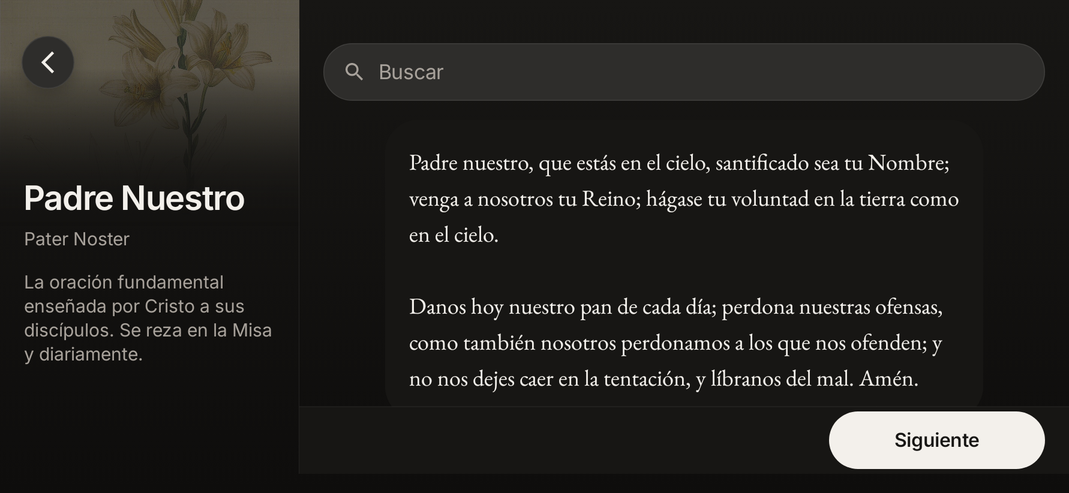 Padre Nuestro
Pater Noster
La oración fundamental
enseñada por Cristo a sus
discípulos. Se reza en la Misa
y diariamente.
Buscar
Padre nuestro, que estás en el cielo, santificado sea tu Nombre;
venga a nosotros tu Reino; hágase tu voluntad en la tierra como
en el cielo.
Danos hoy nuestro pan de cada día; perdona nuestras ofensas,
como también nosotros perdonamos a los que nos ofenden; y
no nos dejes caer en la tentación, y líbranos del mal. Amén.
Siguiente